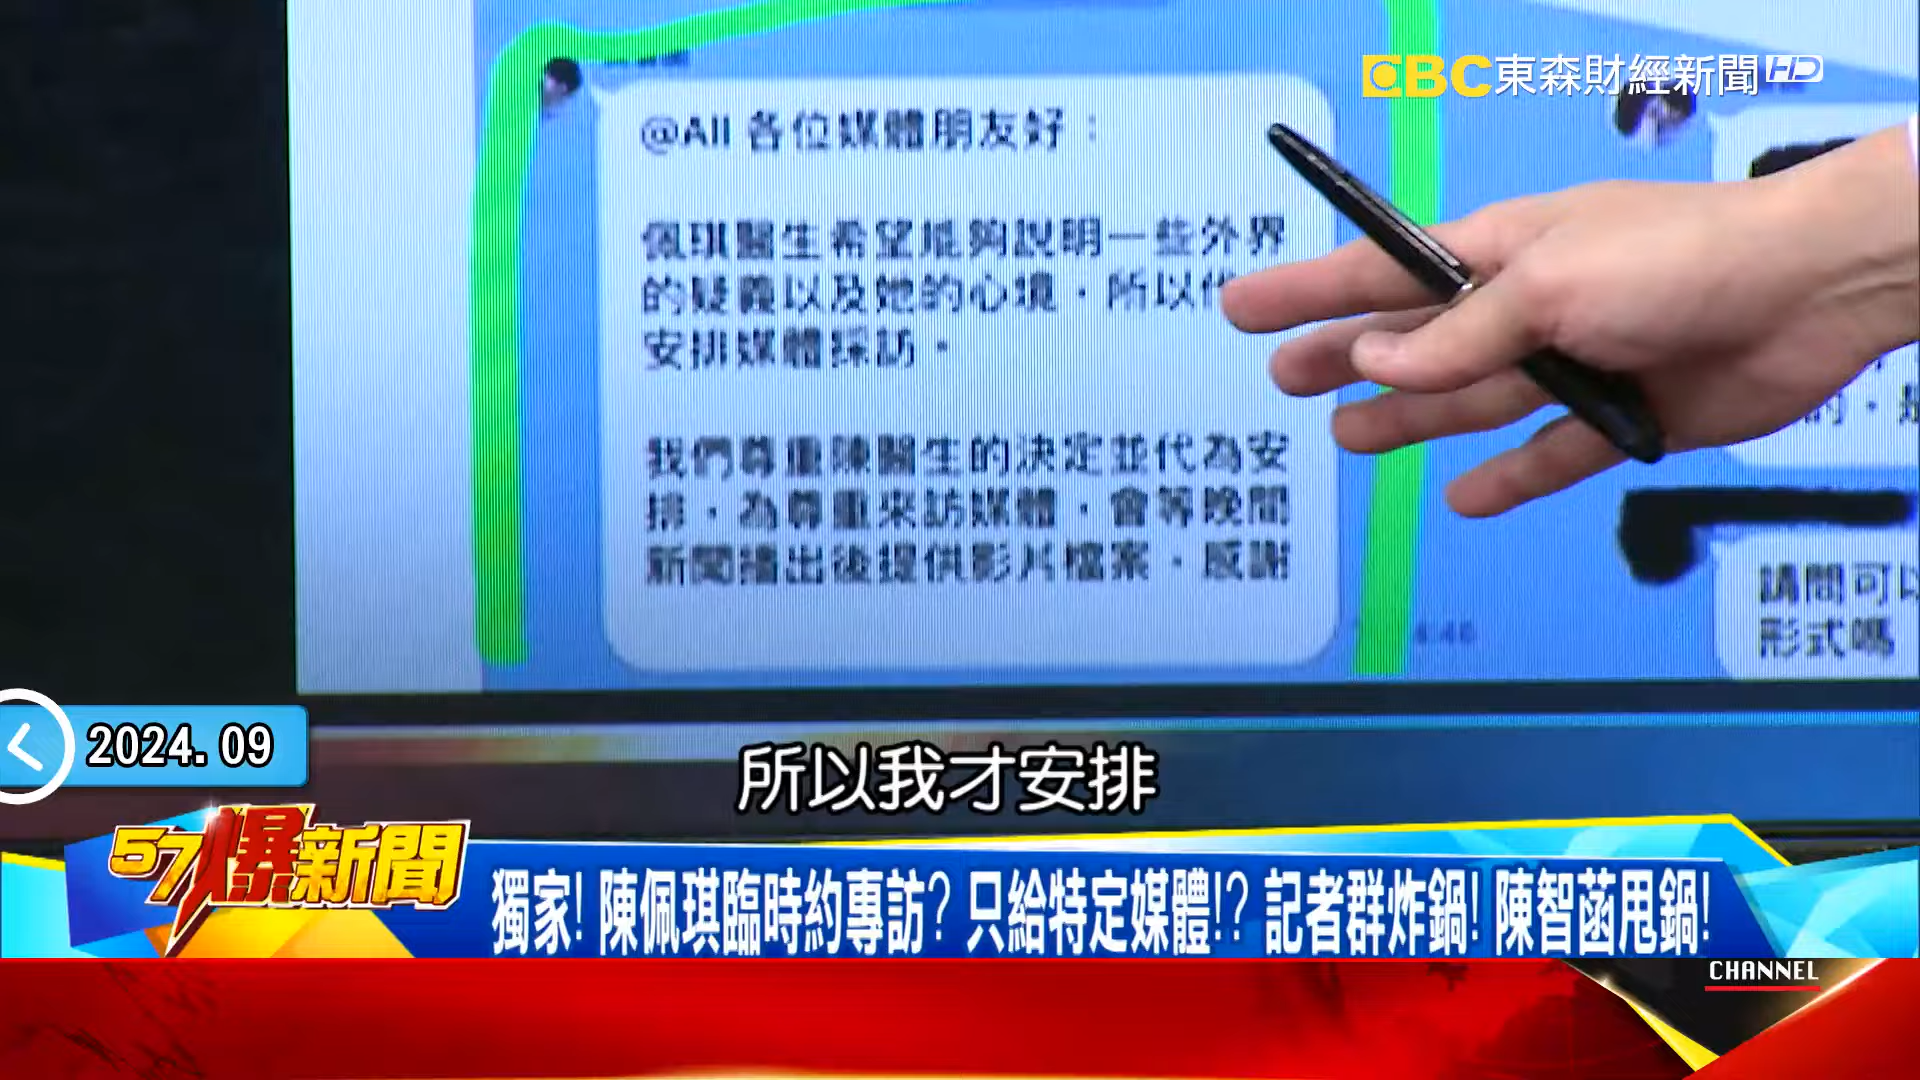 EBC東森財經新聞HD
@All 各位媒體朋友好：
佩琪醫生希望能夠說明一些外界
的疑義以及她的心境，所以代
安排媒體採訪。
我們尊重陳醫生的決定並代為安
排，為尊重來訪媒體，會等晚間
新聞播出後提供影片檔案，感謝
的，是
請問可以
形式嗎
2024.09
所以我才安排
57爆新聞
獨家! 陳佩琪臨時約專訪? 只給特定媒體!? 記者群炸鍋! 陳智菡甩鍋!
CHANNEL